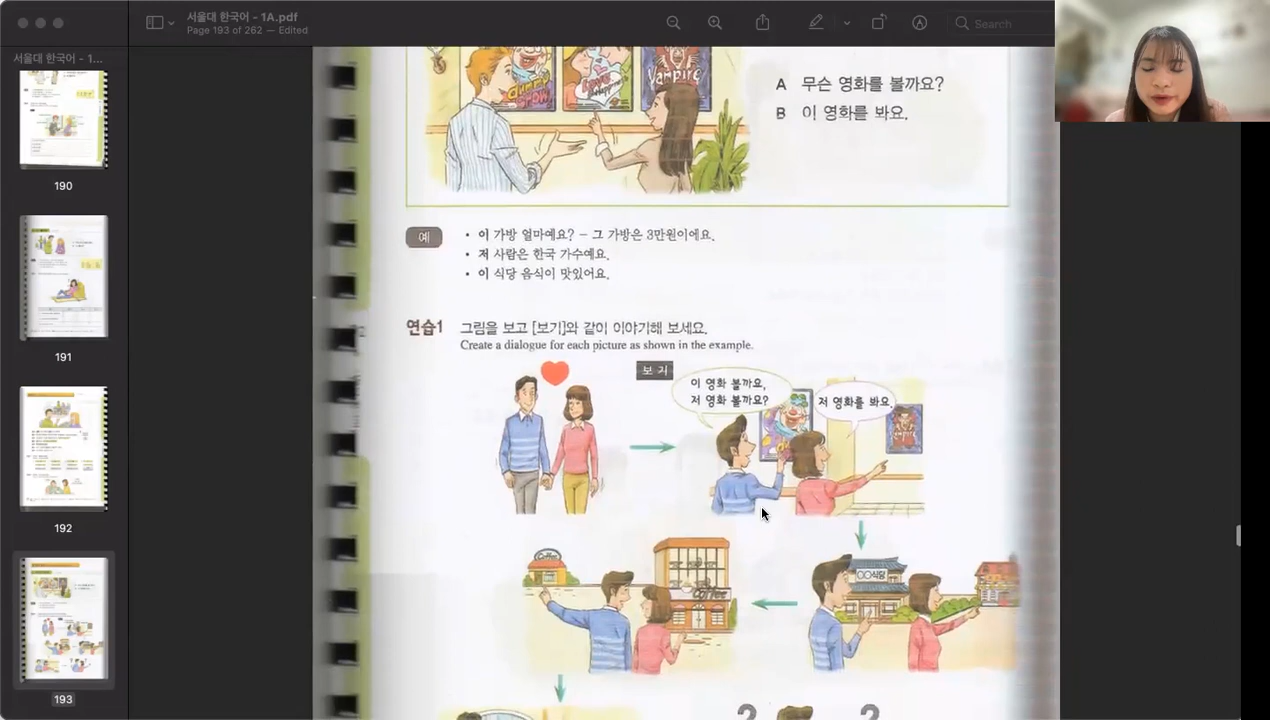 서울대 한국어 - 1A.pdf
Page 193 of 262 — Edited
Search
서울대 한국어 - 1...
190
191
192
193
Vampire
A 무슨 영화를 볼까요?
B 이 영화를 봐요.
예
• 이 가방 얼마예요? – 그 가방은 3만원이에요.
• 저 사람은 한국 가수예요.
• 이 식당 음식이 맛있어요.
연습1 그림을 보고 [보기]와 같이 이야기해 보세요.
Create a dialogue for each picture as shown in the example.
보 기
이 영화 볼까요,
저 영화 볼까요?
저 영화를 봐요.
Coffee
Coffee
○○식당
? ?